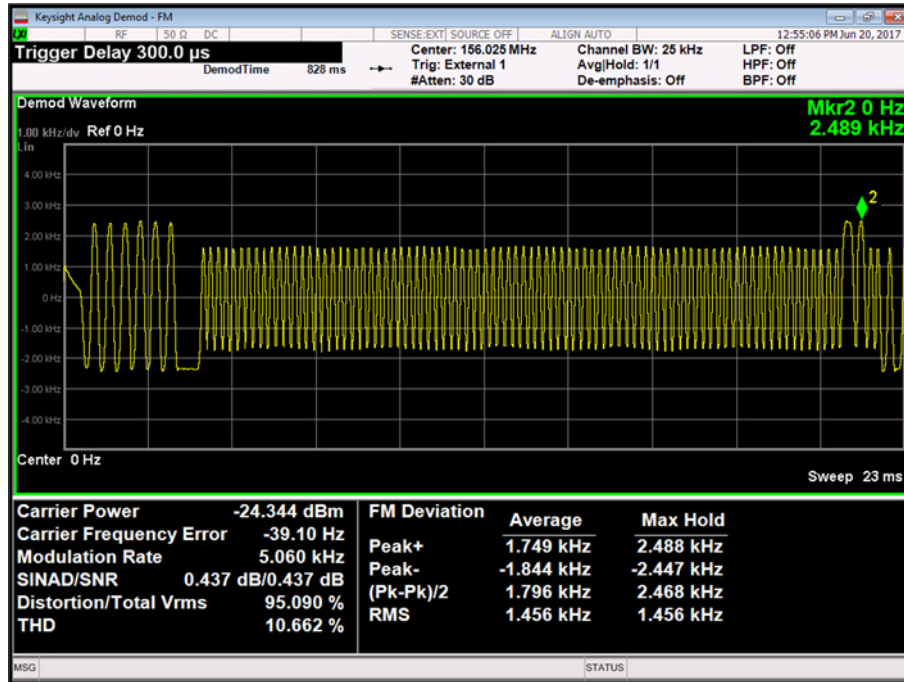 Keysight Analog Demod - FM
LXI RF 50 Ω DC SENSE:EXT SOURCE OFF ALIGN AUTO 12:55:06 PM Jun 20, 2017
Trigger Delay 300.0 µs Center: 156.025 MHz Channel BW: 25 kHz LPF: Off
DemodTime 828 ms Trig: External 1 Avg|Hold: 1/1 HPF: Off
#Atten: 30 dB De-emphasis: Off BPF: Off
Demod Waveform Mkr2 0 Hz
1.00 kHz/dv Ref 0 Hz 2.489 kHz
Lin
4.00 kHz
3.00 kHz
2
2.00 kHz
1.00 kHz
0 Hz
-1.00 kHz
-2.00 kHz
-3.00 kHz
-4.00 kHz
Center 0 Hz
Sweep 23 ms
Carrier Power -24.344 dBm
Carrier Frequency Error -39.10 Hz
Modulation Rate 5.060 kHz
SINAD/SNR 0.437 dB/0.437 dB
Distortion/Total Vrms 95.090 %
THD 10.662 %
FM Deviation Average Max Hold
Peak+ 1.749 kHz 2.488 kHz
Peak- -1.844 kHz -2.447 kHz
(Pk-Pk)/2 1.796 kHz 2.468 kHz
RMS 1.456 kHz 1.456 kHz
MSG STATUS